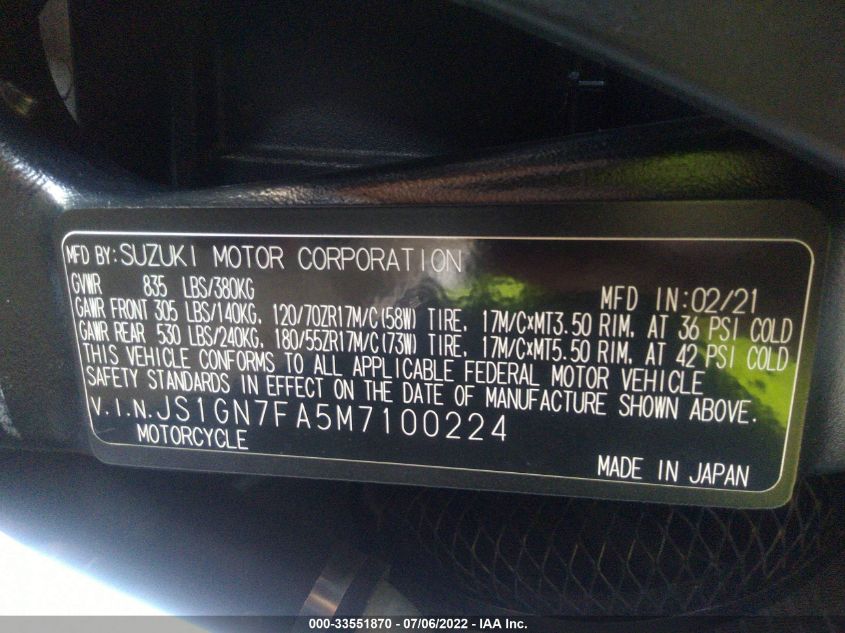 MFD BY: SUZUKI MOTOR CORPORATION
GVWR 835 LBS/380KG MFD IN:02/21
GAWR FRONT 305 LBS/140KG, 120/70ZR17M/C(58W) TIRE, 17M/C×MT3.50 RIM, AT 36 PSI COLD
GAWR REAR 530 LBS/240KG, 180/55ZR17M/C(73W) TIRE, 17M/C×MT5.50 RIM, AT 42 PSI COLD
THIS VEHICLE CONFORMS TO ALL APPLICABLE FEDERAL MOTOR VEHICLE
SAFETY STANDARDS IN EFFECT ON THE DATE OF MANUFACTURE SHOWN ABOVE.
V.I.N. JS1GN7FA5M7100224
MOTORCYCLE
MADE IN JAPAN
000-33551870 - 07/06/2022 - IAA Inc.